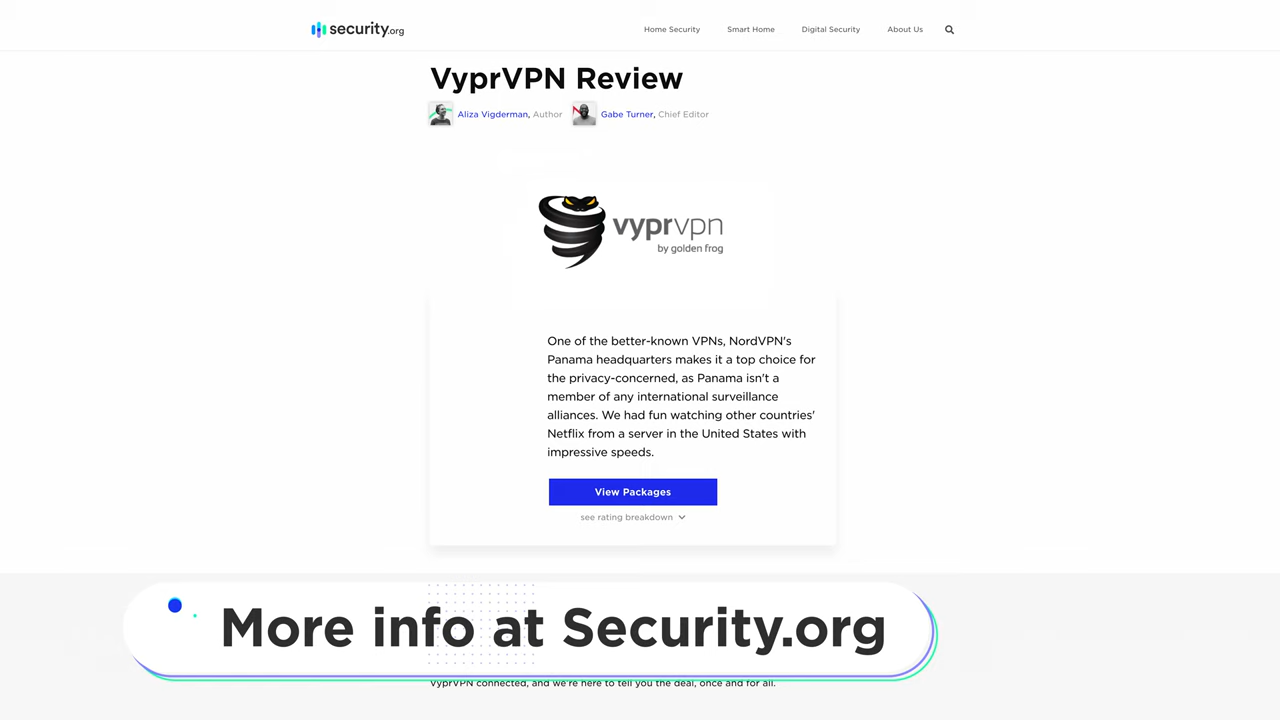 security.org
Home Security Smart Home Digital Security About Us
VyprVPN Review
Aliza Vigderman, Author Gabe Turner, Chief Editor
vyprvpn
by golden frog
One of the better-known VPNs, NordVPN's
Panama headquarters makes it a top choice for
the privacy-concerned, as Panama isn't a
member of any international surveillance
alliances. We had fun watching other countries'
Netflix from a server in the United States with
impressive speeds.
View Packages
see rating breakdown
More info at Security.org
VyprVPN connected, and we're here to tell you the deal, once and for all.